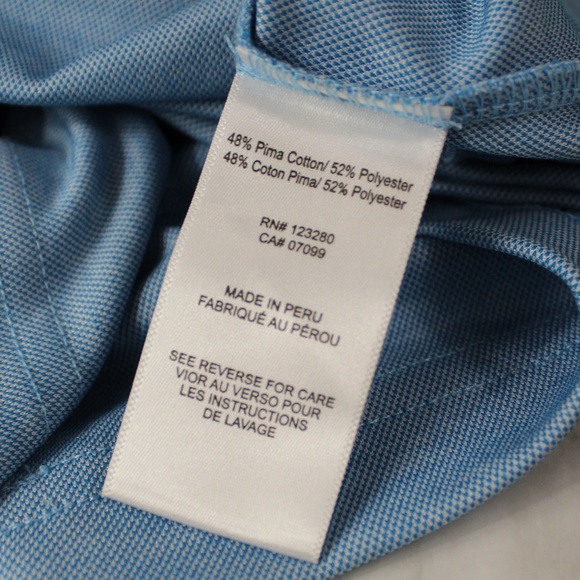 48% Pima Cotton/ 52% Polyester
48% Coton Pima/ 52% Polyester
RN# 123280
CA# 07099
MADE IN PERU
FABRIQUÉ AU PÉROU
SEE REVERSE FOR CARE
VIOR AU VERSO POUR
LES INSTRUCTIONS
DE LAVAGE